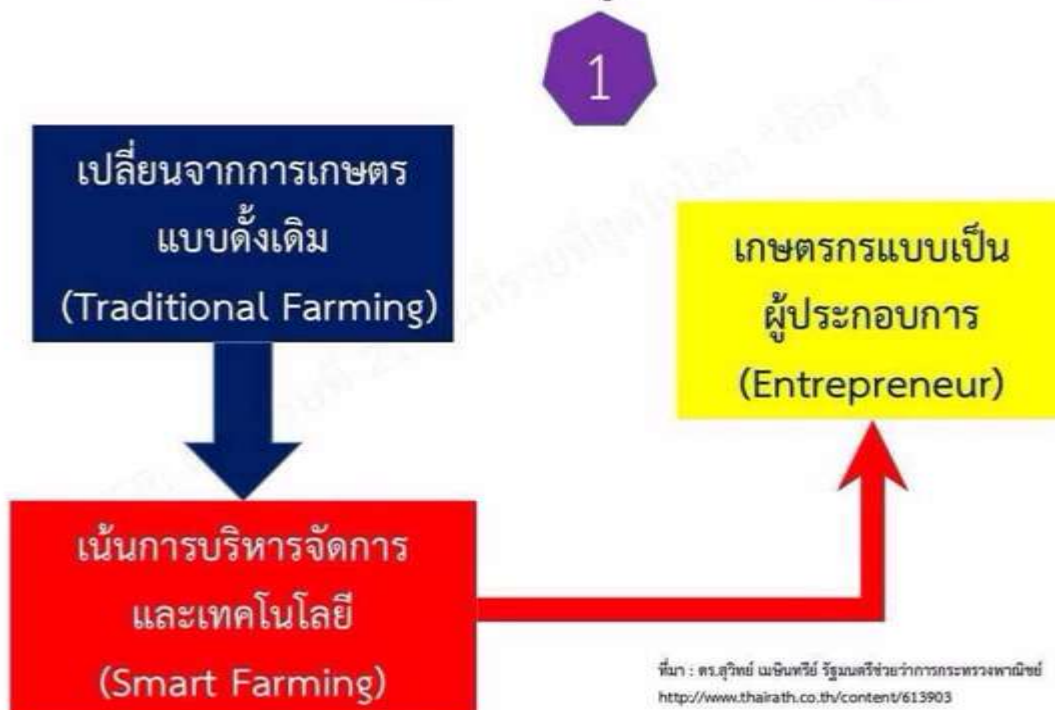 1
เปลี่ยนจากการเกษตร
แบบดั้งเดิม
(Traditional Farming)
เกษตรกรแบบเป็น
ผู้ประกอบการ
(Entrepreneur)
เน้นการบริหารจัดการ
และเทคโนโลยี
(Smart Farming)
ที่มา : ดร.สุวิทย์ เมษินทรีย์ รัฐมนตรีช่วยว่าการกระทรวงพาณิชย์
http://www.thairath.co.th/content/613903